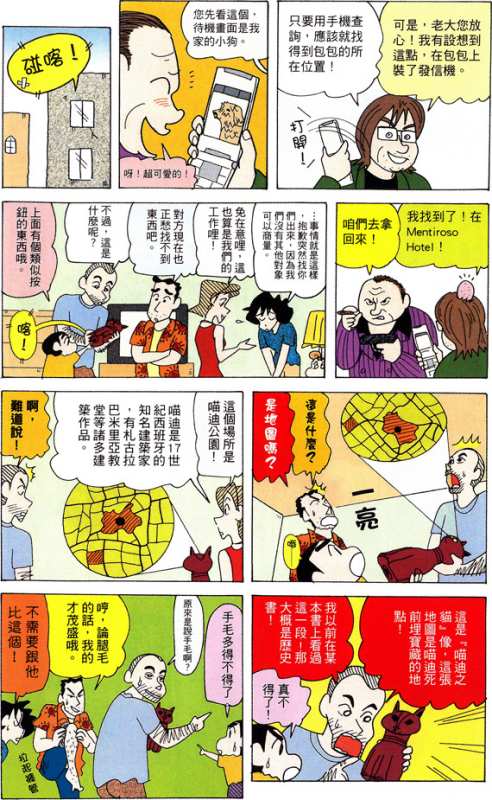 可是，老大您放
心！我有設想到
這點，在包包上
裝了發信機。
只要用手機查
詢，應該就找
得到包包的所
在位置！
打開！
您先看這個，
待機畫面是我
家的小狗。
呀！超可愛的！
碰喀！
我找到了！在
Mentiroso
Hotel！
咱們去拿
回來！
…事情就是這樣
，抱歉突然找你
們出來，因為我
們沒有其他對象
可以商量。
免在意哩，這
也算是我們的
工作哩！
對方現在也
正愁找不到
東西吧。
不過，這是
什麼呢？
上面有個類似按
鈕的東西哦。
喀！
這是什麼？
是地圖嗎？
一亮
這個場所是
喵迪公園！
喵迪是17世
紀西班牙的
知名建築家
，有札古拉
巴米里亞教
堂等諸多建
築作品。
啊，
難道說！
這是『喵迪之
貓』像，這張
地圖是喵迪死
前埋寶藏的地
點！
我以前在某
本書上看過
這一段！那
大概是歷史
書！
真不
得了！
手毛多得不得了！
原來是說手毛啊？
哼，論腿毛
的話，我的
才茂盛哦。
不需要跟他
比這個！
拉起褲管